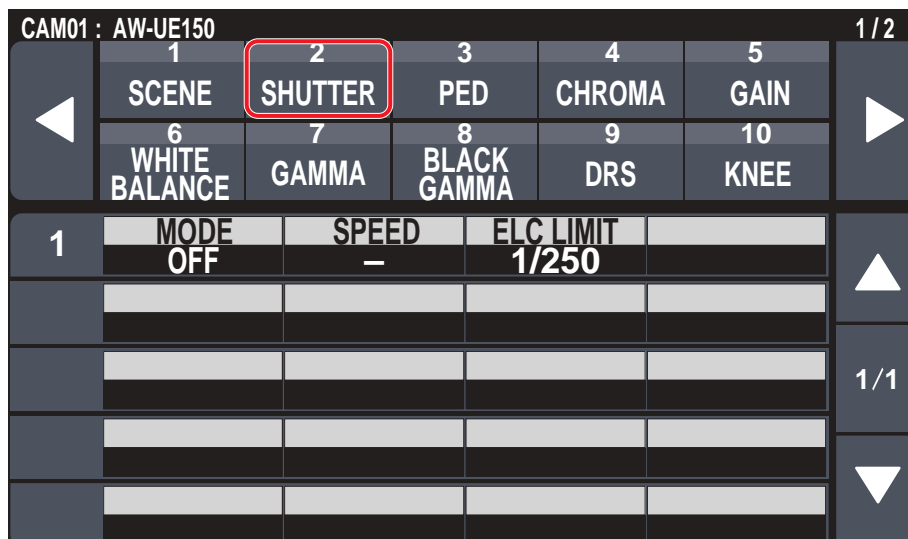 CAM01 : AW-UE150 1 / 2
1 2 3 4 5
SCENE SHUTTER PED CHROMA GAIN
6 7 8 9 10
WHITE BALANCE GAMMA BLACK GAMMA DRS KNEE
1 MODE SPEED ELC LIMIT
OFF – 1/250
1/1